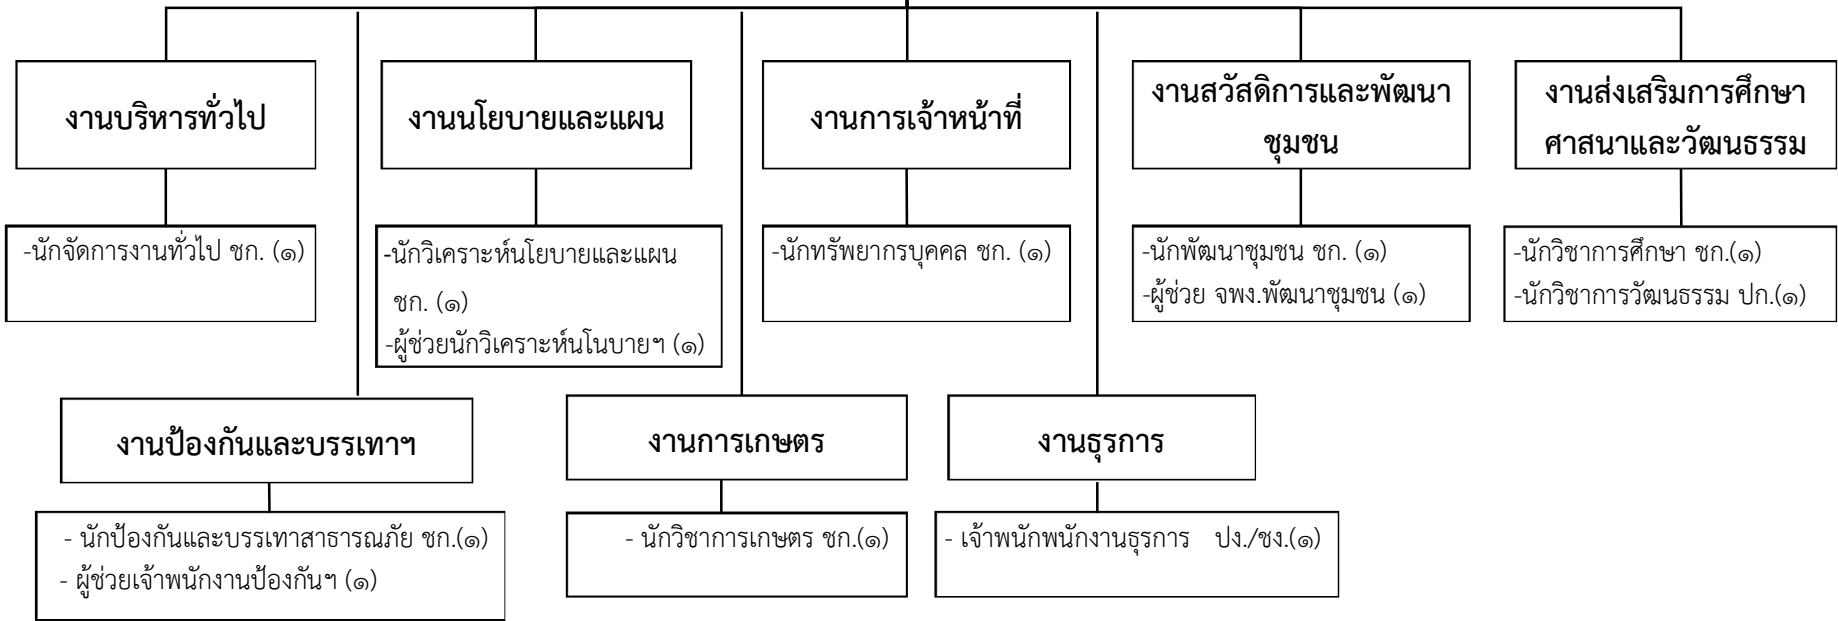 งานบริหารทั่วไป
งานนโยบายและแผน
งานการเจ้าหน้าที่
งานสวัสดิการและพัฒนา
ชุมชน
งานส่งเสริมการศึกษา
ศาสนาและวัฒนธรรม
-นักจัดการงานทั่วไป ชก. (๑)
-นักวิเคราะห์นโยบายและแผน
ชก. (๑)
-ผู้ช่วยนักวิเคราะห์นโนบายฯ (๑)
-นักทรัพยากรบุคคล ชก. (๑)
-นักพัฒนาชุมชน ชก. (๑)
-ผู้ช่วย จพง.พัฒนาชุมชน (๑)
-นักวิชาการศึกษา ชก.(๑)
-นักวิชาการวัฒนธรรม ปก.(๑)
งานป้องกันและบรรเทาฯ
งานการเกษตร
งานธุรการ
- นักป้องกันและบรรเทาสาธารณภัย ชก.(๑)
- ผู้ช่วยเจ้าพนักงานป้องกันฯ (๑)
- นักวิชาการเกษตร ชก.(๑)
- เจ้าพนักพนักงานธุรการ ปง./ชง.(๑)